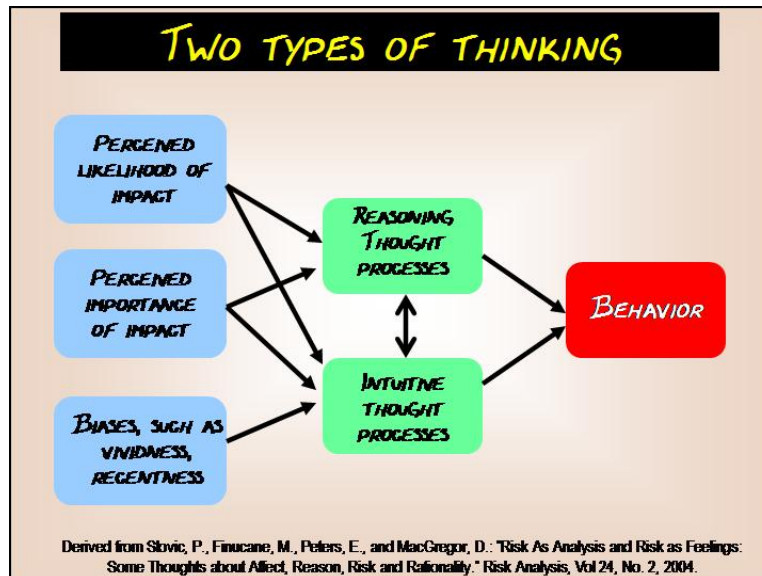 TWO TYPES OF THINKING
PERCEIVED
LIKELIHOOD OF
IMPACT
PERCEIVED
IMPORTANCE
OF IMPACT
BIASES, SUCH AS
VIVIDNESS,
RECENTNESS
REASONING
THOUGHT
PROCESSES
INTUITIVE
THOUGHT
PROCESSES
BEHAVIOR
Derived from Slovic, P., Finucane, M., Peters, E., and MacGregor, D.: "Risk As Analysis and Risk as Feelings:
Some Thoughts about Affect, Reason, Risk and Rationality." Risk Analysis, Vol 24, No. 2, 2004.